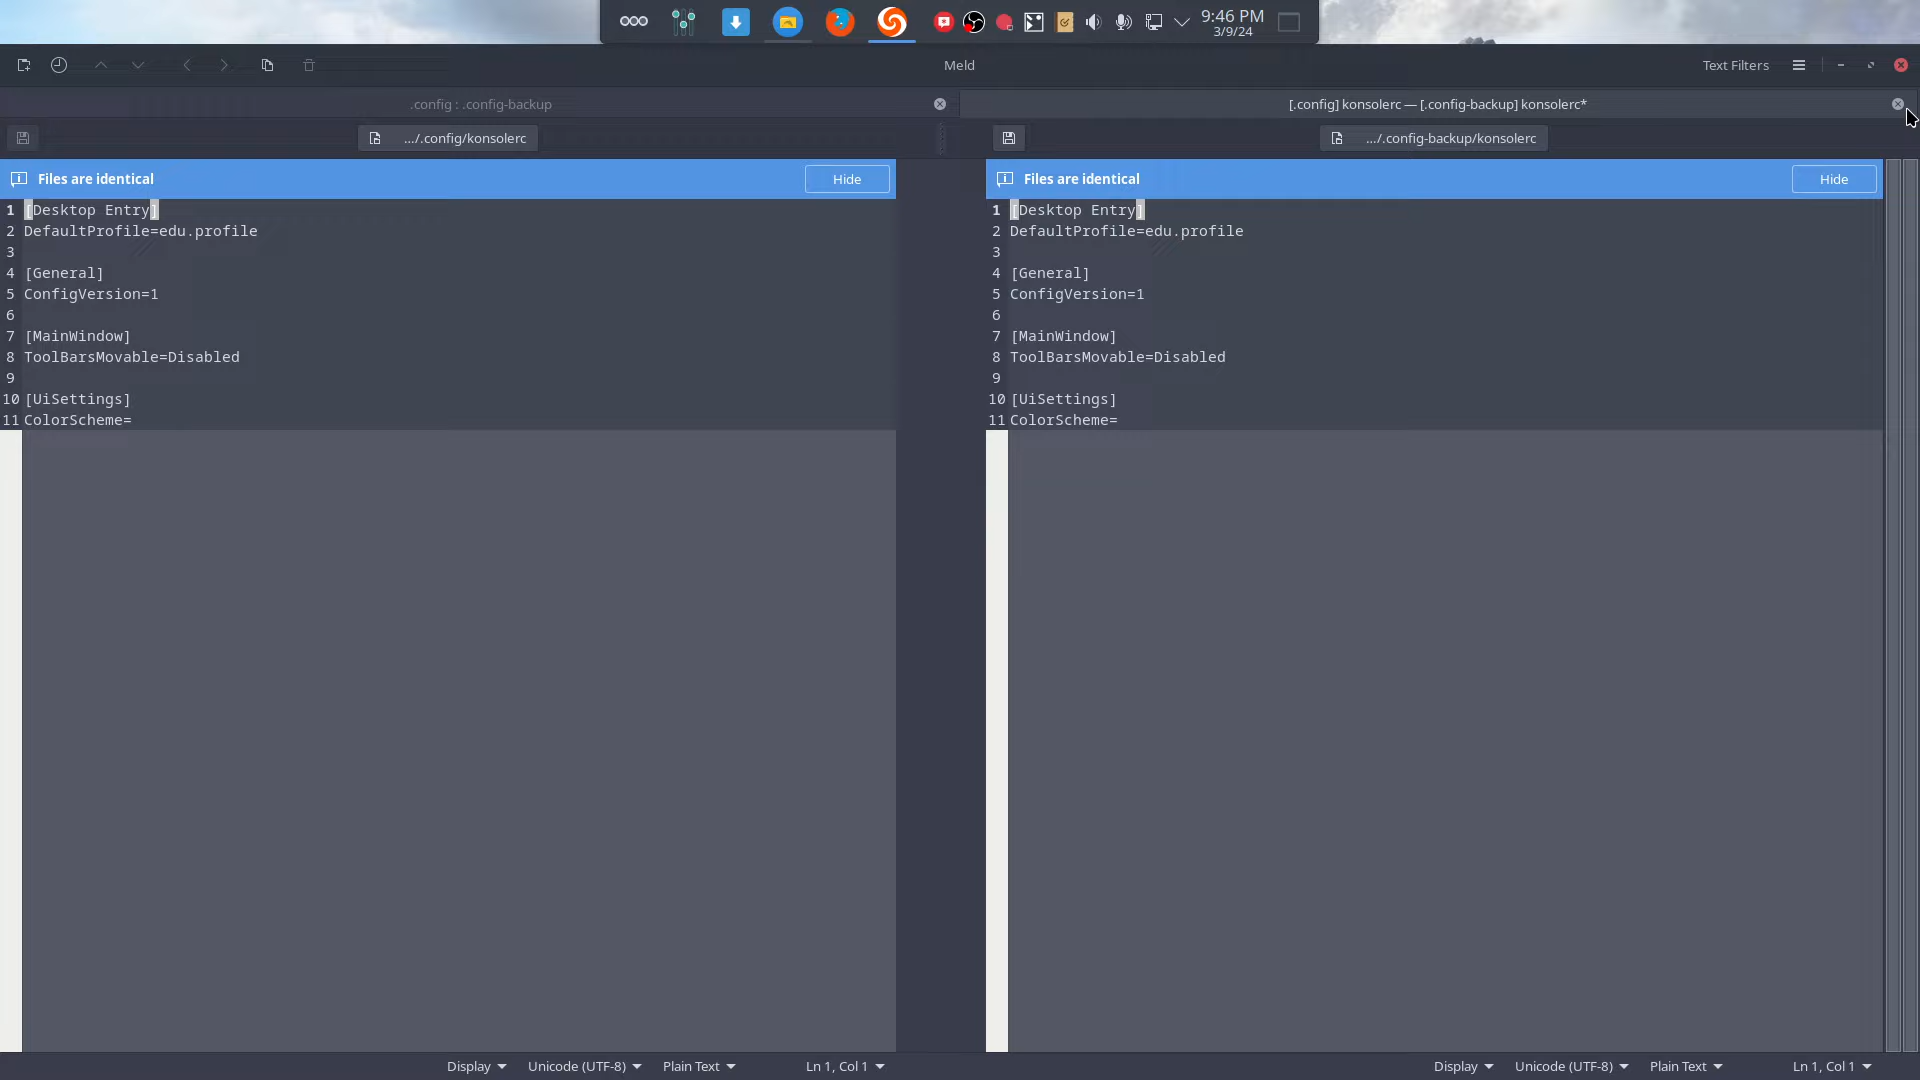 9:46 PM
3/9/24
Meld
Text Filters
.config : .config-backup
[.config] konsolerc — [.config-backup] konsolerc*
.../.config/konsolerc
.../.config-backup/konsolerc
Files are identical
Hide
1 [Desktop Entry]
2 DefaultProfile=edu.profile
3
4 [General]
5 ConfigVersion=1
6
7 [MainWindow]
8 ToolBarsMovable=Disabled
9
10 [UiSettings]
11 ColorScheme=
Files are identical
Hide
1 [Desktop Entry]
2 DefaultProfile=edu.profile
3
4 [General]
5 ConfigVersion=1
6
7 [MainWindow]
8 ToolBarsMovable=Disabled
9
10 [UiSettings]
11 ColorScheme=
Display Unicode (UTF-8) Plain Text Ln 1, Col 1
Display Unicode (UTF-8) Plain Text Ln 1, Col 1